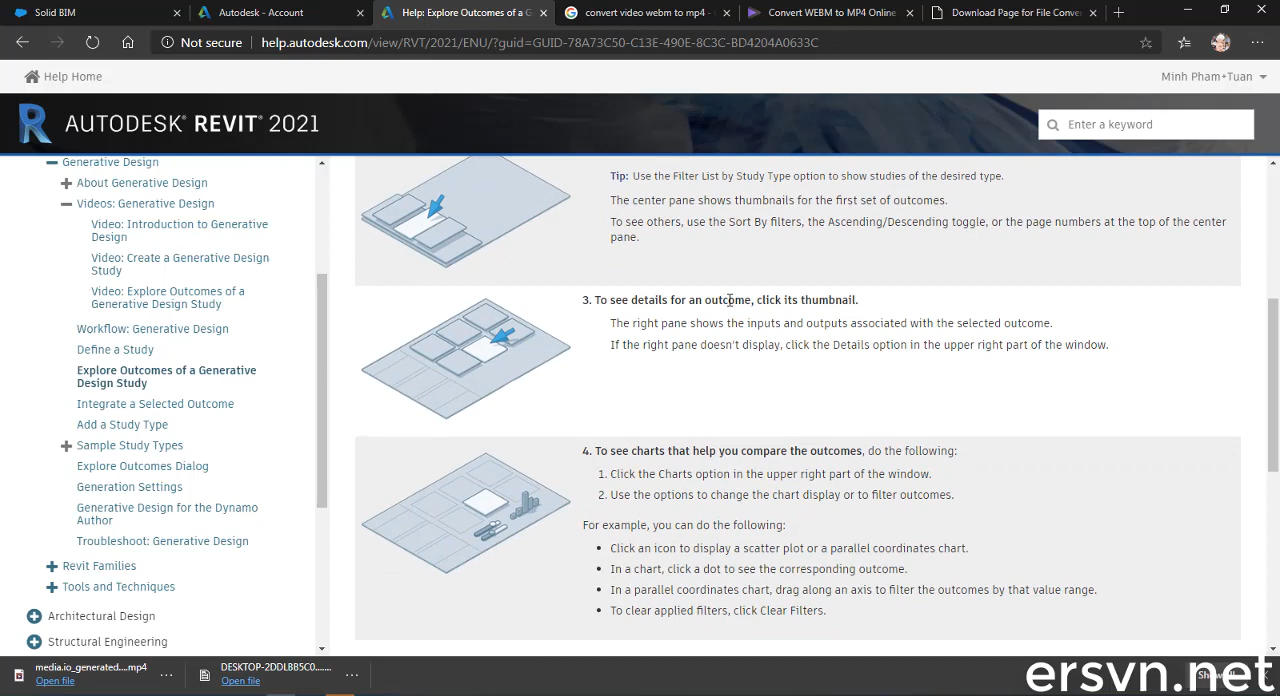 Solid BIM
Autodesk - Account
Help: Explore Outcomes of a G
convert video webm to mp4 -
Convert WEBM to MP4 Online
Download Page for File Conver
Not secure
help.autodesk.com/view/RVT/2021/ENU/?guid=GUID-78A73C50-C13E-490E-8C3C-BD4204A0633C
Help Home
Minh Pham+Tuan
AUTODESK® REVIT® 2021
Enter a keyword
Generative Design
About Generative Design
Videos: Generative Design
Video: Introduction to Generative
Design
Video: Create a Generative Design
Study
Video: Explore Outcomes of a
Generative Design Study
Workflow: Generative Design
Define a Study
Explore Outcomes of a Generative
Design Study
Integrate a Selected Outcome
Add a Study Type
Sample Study Types
Explore Outcomes Dialog
Generation Settings
Generative Design for the Dynamo
Author
Troubleshoot: Generative Design
Revit Families
Tools and Techniques
Architectural Design
Structural Engineering
Tip: Use the Filter List by Study Type option to show studies of the desired type.
The center pane shows thumbnails for the first set of outcomes.
To see others, use the Sort By filters, the Ascending/Descending toggle, or the page numbers at the top of the center
pane.
3. To see details for an outcome, click its thumbnail.
The right pane shows the inputs and outputs associated with the selected outcome.
If the right pane doesn't display, click the Details option in the upper right part of the window.
4. To see charts that help you compare the outcomes, do the following:
1. Click the Charts option in the upper right part of the window.
2. Use the options to change the chart display or to filter outcomes.
For example, you can do the following:
• Click an icon to display a scatter plot or a parallel coordinates chart.
• In a chart, click a dot to see the corresponding outcome.
• In a parallel coordinates chart, drag along an axis to filter the outcomes by that value range.
• To clear applied filters, click Clear Filters.
media.io_generated....mp4
Open file
DESKTOP-2DDLBB5C0.......
Open file
ersvn.net